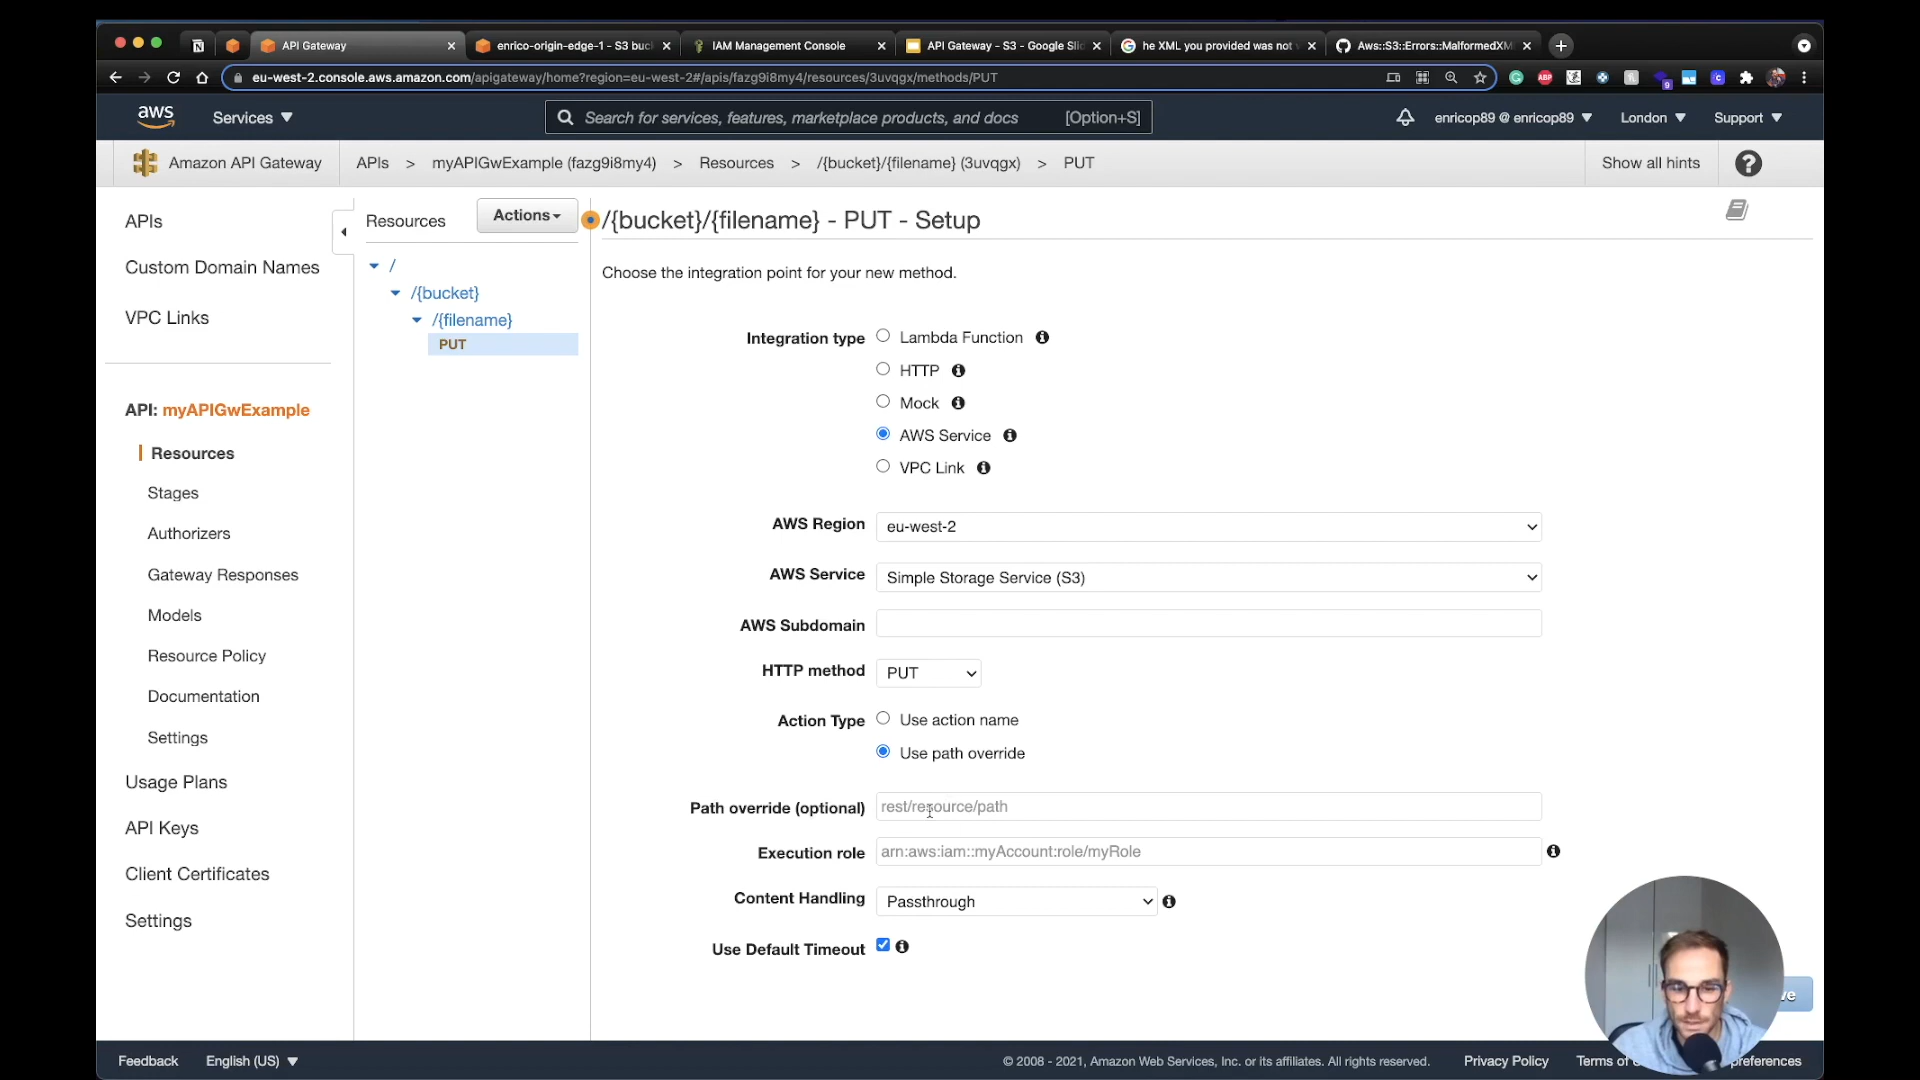 API Gateway
enrico-origin-edge-1 - S3 buc
IAM Management Console
API Gateway - S3 - Google Slid
he XML you provided was not
Aws::S3::Errors::MalformedXM
eu-west-2.console.aws.amazon.com/apigateway/home?region=eu-west-2#/apis/fazg9i8my4/resources/3uvqgx/methods/PUT
aws
Services
Search for services, features, marketplace products, and docs
[Option+S]
enricop89 @ enricop89
London
Support
Amazon API Gateway
APIs > myAPIGwExample (fazg9i8my4) > Resources > /{bucket}/{filename} (3uvqgx) > PUT
Show all hints
APIs
Custom Domain Names
VPC Links
API: myAPIGwExample
Resources
Stages
Authorizers
Gateway Responses
Models
Resource Policy
Documentation
Settings
Usage Plans
API Keys
Client Certificates
Settings
Resources
Actions
/
/{bucket}
/{filename}
PUT
/{bucket}/{filename} - PUT - Setup
Choose the integration point for your new method.
Integration type
Lambda Function
HTTP
Mock
AWS Service
VPC Link
AWS Region
eu-west-2
AWS Service
Simple Storage Service (S3)
AWS Subdomain
HTTP method
PUT
Action Type
Use action name
Use path override
Path override (optional)
rest/resource/path
Execution role
arn:aws:iam::myAccount:role/myRole
Content Handling
Passthrough
Use Default Timeout
Feedback
English (US)
© 2008 - 2021, Amazon Web Services, Inc. or its affiliates. All rights reserved.
Privacy Policy
Terms of
preferences